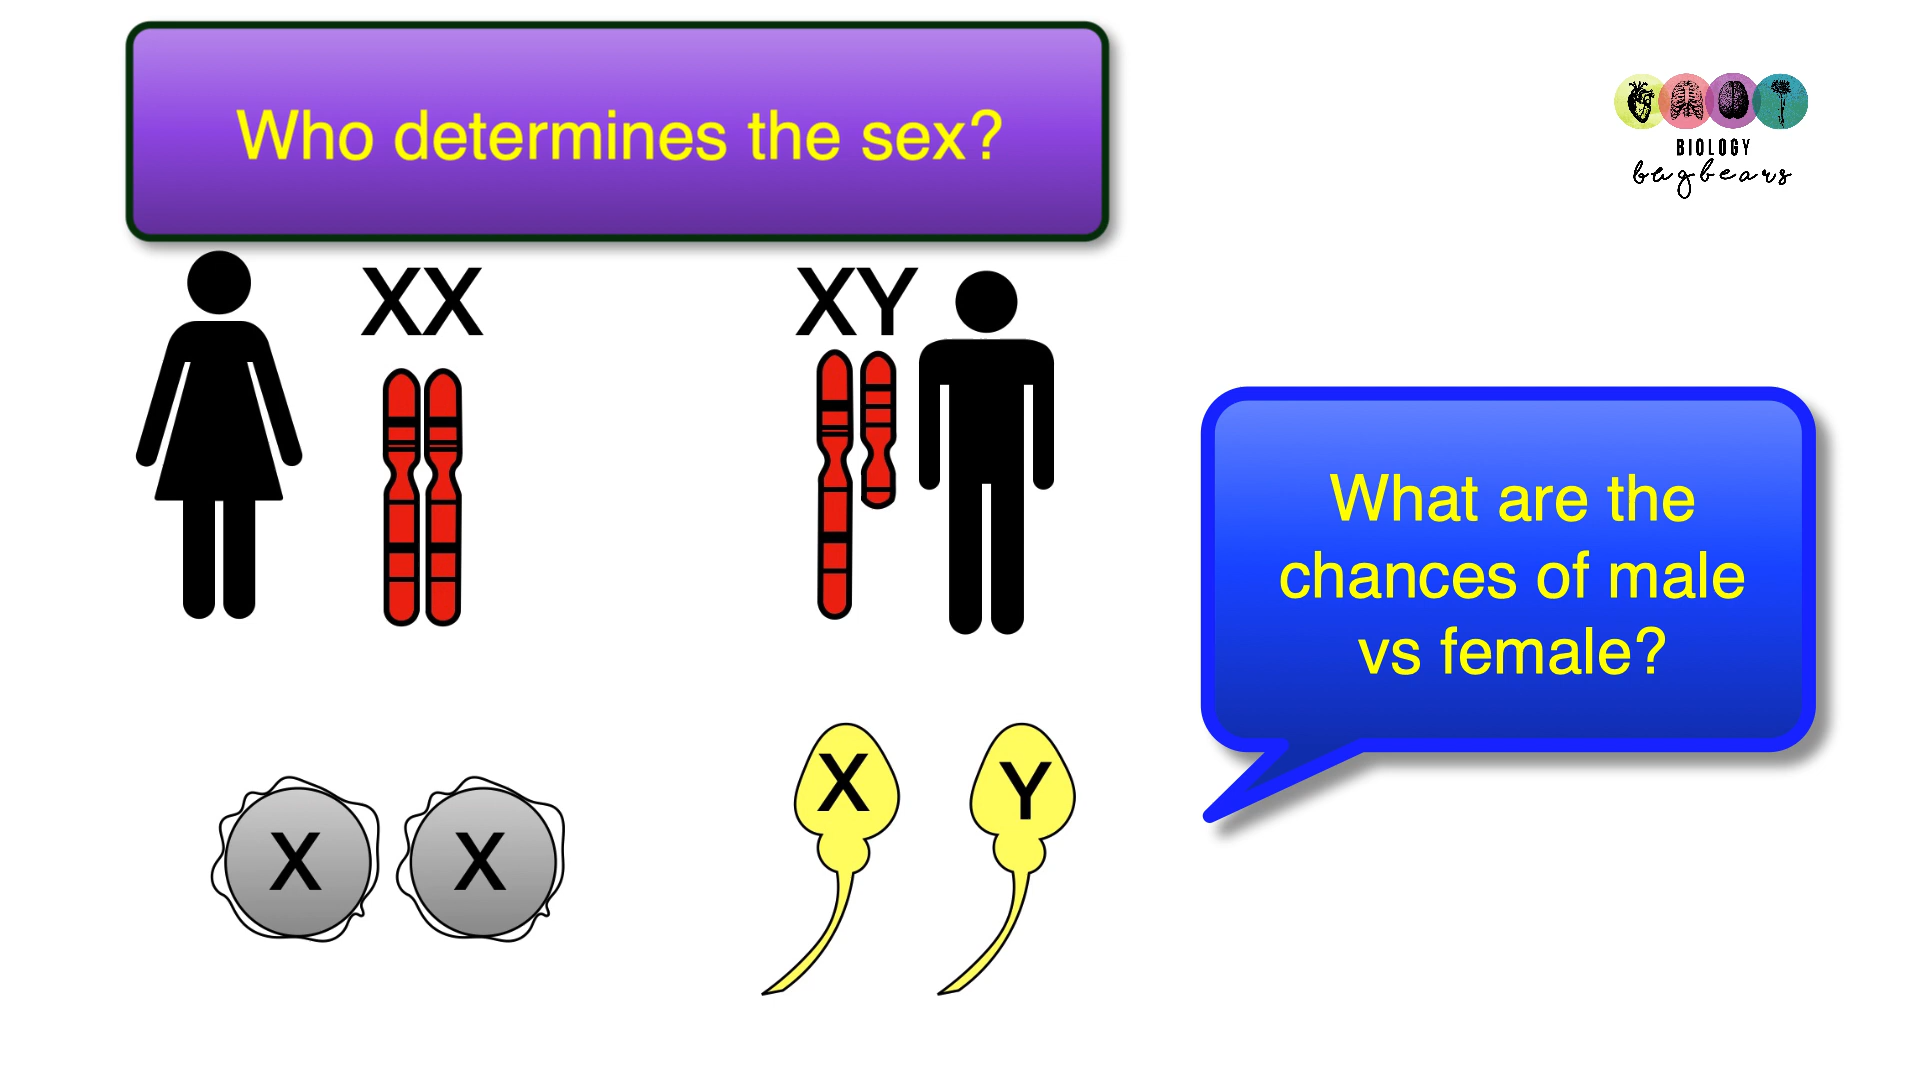 Who determines the sex?
BIOLOGY
bugbears
XX
XY
What are the
chances of male
vs female?
X
Y
X
X